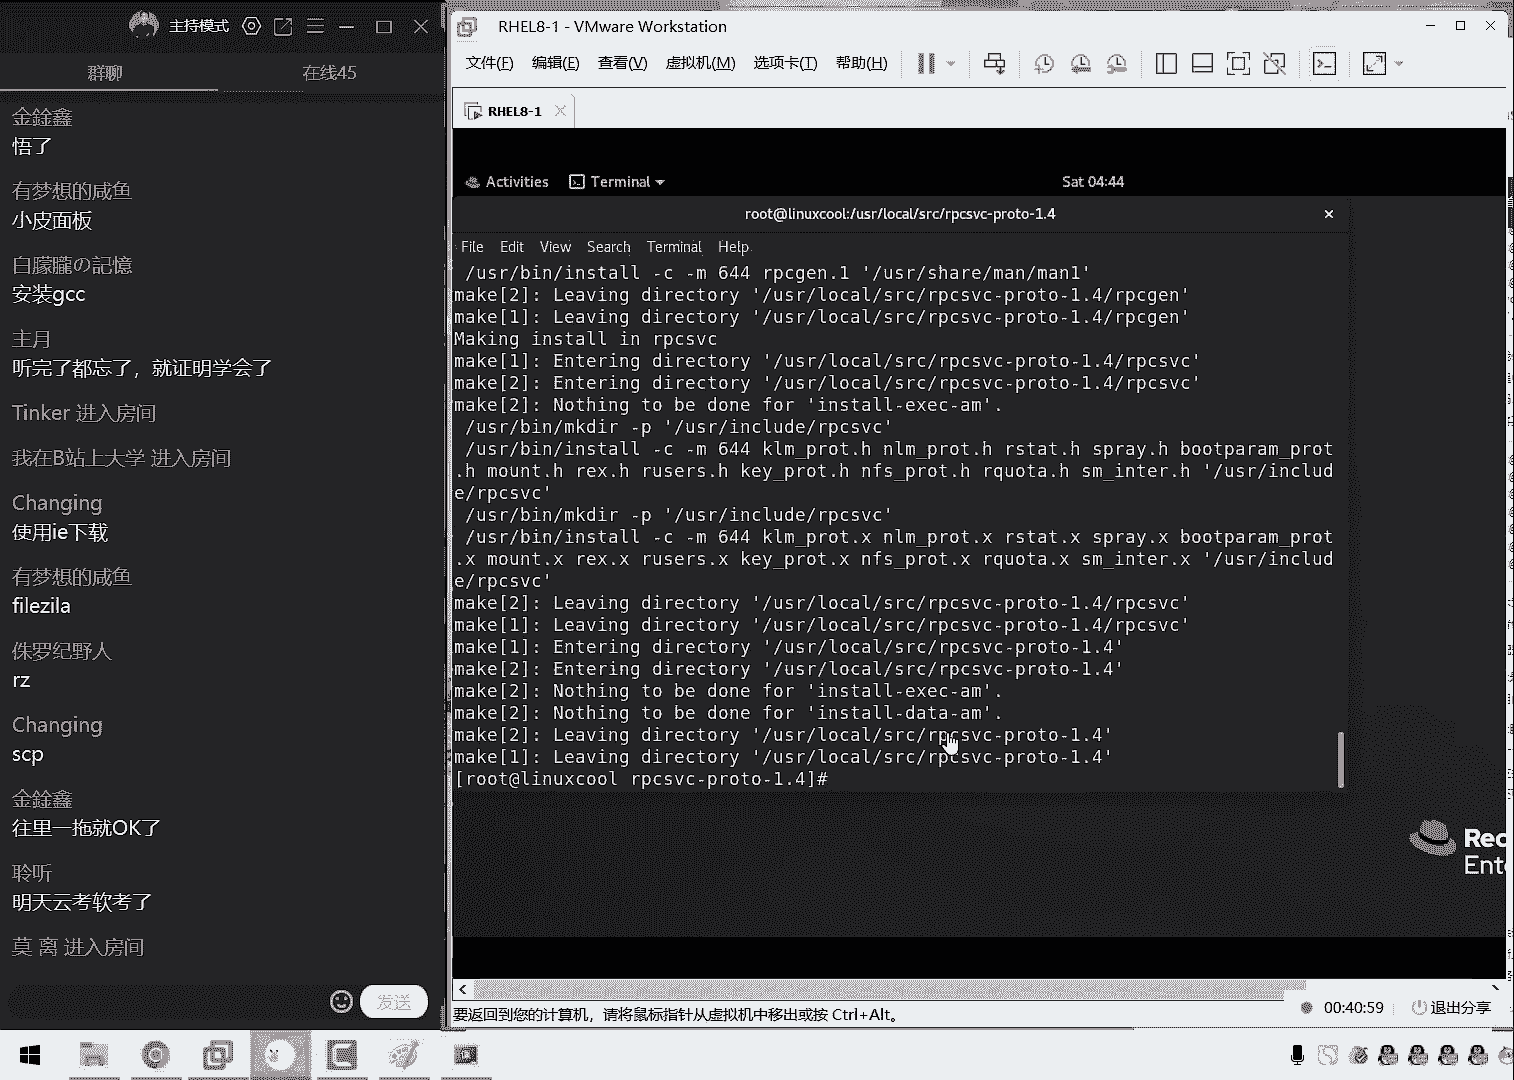 主持模式
群聊
在线45
金銓鑫
悟了
有梦想的咸鱼
小皮面板
白朦朧の記憶
安装gcc
主月
听完了都忘了，就证明学会了
Tinker 进入房间
我在B站上大学 进入房间
Changing
使用ie下载
有梦想的咸鱼
filezila
侏罗纪野人
rz
Changing
scp
金銓鑫
往里一拖就OK了
聆听
明天云考软考了
莫 离 进入房间
发送
RHEL8-1 - VMware Workstation
文件(F) 编辑(E) 查看(V) 虚拟机(M) 选项卡(T) 帮助(H)
RHEL8-1
Activities Terminal Sat 04:44
root@linuxcool:/usr/local/src/rpcsvc-proto-1.4
File Edit View Search Terminal Help
/usr/bin/install -c -m 644 rpcgen.1 '/usr/share/man/man1'
make[2]: Leaving directory '/usr/local/src/rpcsvc-proto-1.4/rpcgen'
make[1]: Leaving directory '/usr/local/src/rpcsvc-proto-1.4/rpcgen'
Making install in rpcsvc
make[1]: Entering directory '/usr/local/src/rpcsvc-proto-1.4/rpcsvc'
make[2]: Entering directory '/usr/local/src/rpcsvc-proto-1.4/rpcsvc'
make[2]: Nothing to be done for 'install-exec-am'.
/usr/bin/mkdir -p '/usr/include/rpcsvc'
/usr/bin/install -c -m 644 klm_prot.h nlm_prot.h rstat.h spray.h bootparam_prot
.h mount.h rex.h rusers.h key_prot.h nfs_prot.h rquota.h sm_inter.h '/usr/includ
e/rpcsvc'
/usr/bin/mkdir -p '/usr/include/rpcsvc'
/usr/bin/install -c -m 644 klm_prot.x nlm_prot.x rstat.x spray.x bootparam_prot
.x mount.x rex.x rusers.x key_prot.x nfs_prot.x rquota.x sm_inter.x '/usr/includ
e/rpcsvc'
make[2]: Leaving directory '/usr/local/src/rpcsvc-proto-1.4/rpcsvc'
make[1]: Leaving directory '/usr/local/src/rpcsvc-proto-1.4/rpcsvc'
make[1]: Entering directory '/usr/local/src/rpcsvc-proto-1.4'
make[2]: Entering directory '/usr/local/src/rpcsvc-proto-1.4'
make[2]: Nothing to be done for 'install-exec-am'.
make[2]: Nothing to be done for 'install-data-am'.
make[2]: Leaving directory '/usr/local/src/rpcsvc-proto-1.4'
make[1]: Leaving directory '/usr/local/src/rpcsvc-proto-1.4'
[root@linuxcool rpcsvc-proto-1.4]#
Rec
Ente
00:40:59 退出分享
要返回到您的计算机，请将鼠标指针从虚拟机中移出或按 Ctrl+Alt。